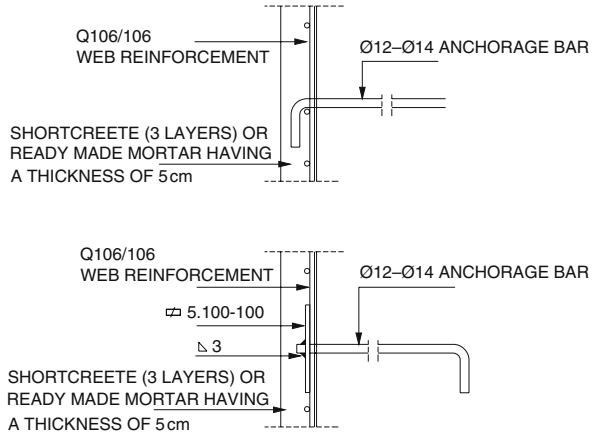 Q106/106
WEB REINFORCEMENT
Ø12–Ø14 ANCHORAGE BAR
SHORTCREETE (3 LAYERS) OR
READY MADE MORTAR HAVING
A THICKNESS OF 5cm
Q106/106
WEB REINFORCEMENT
Ø12–Ø14 ANCHORAGE BAR
5.100-100
3
SHORTCREETE (3 LAYERS) OR
READY MADE MORTAR HAVING
A THICKNESS OF 5cm